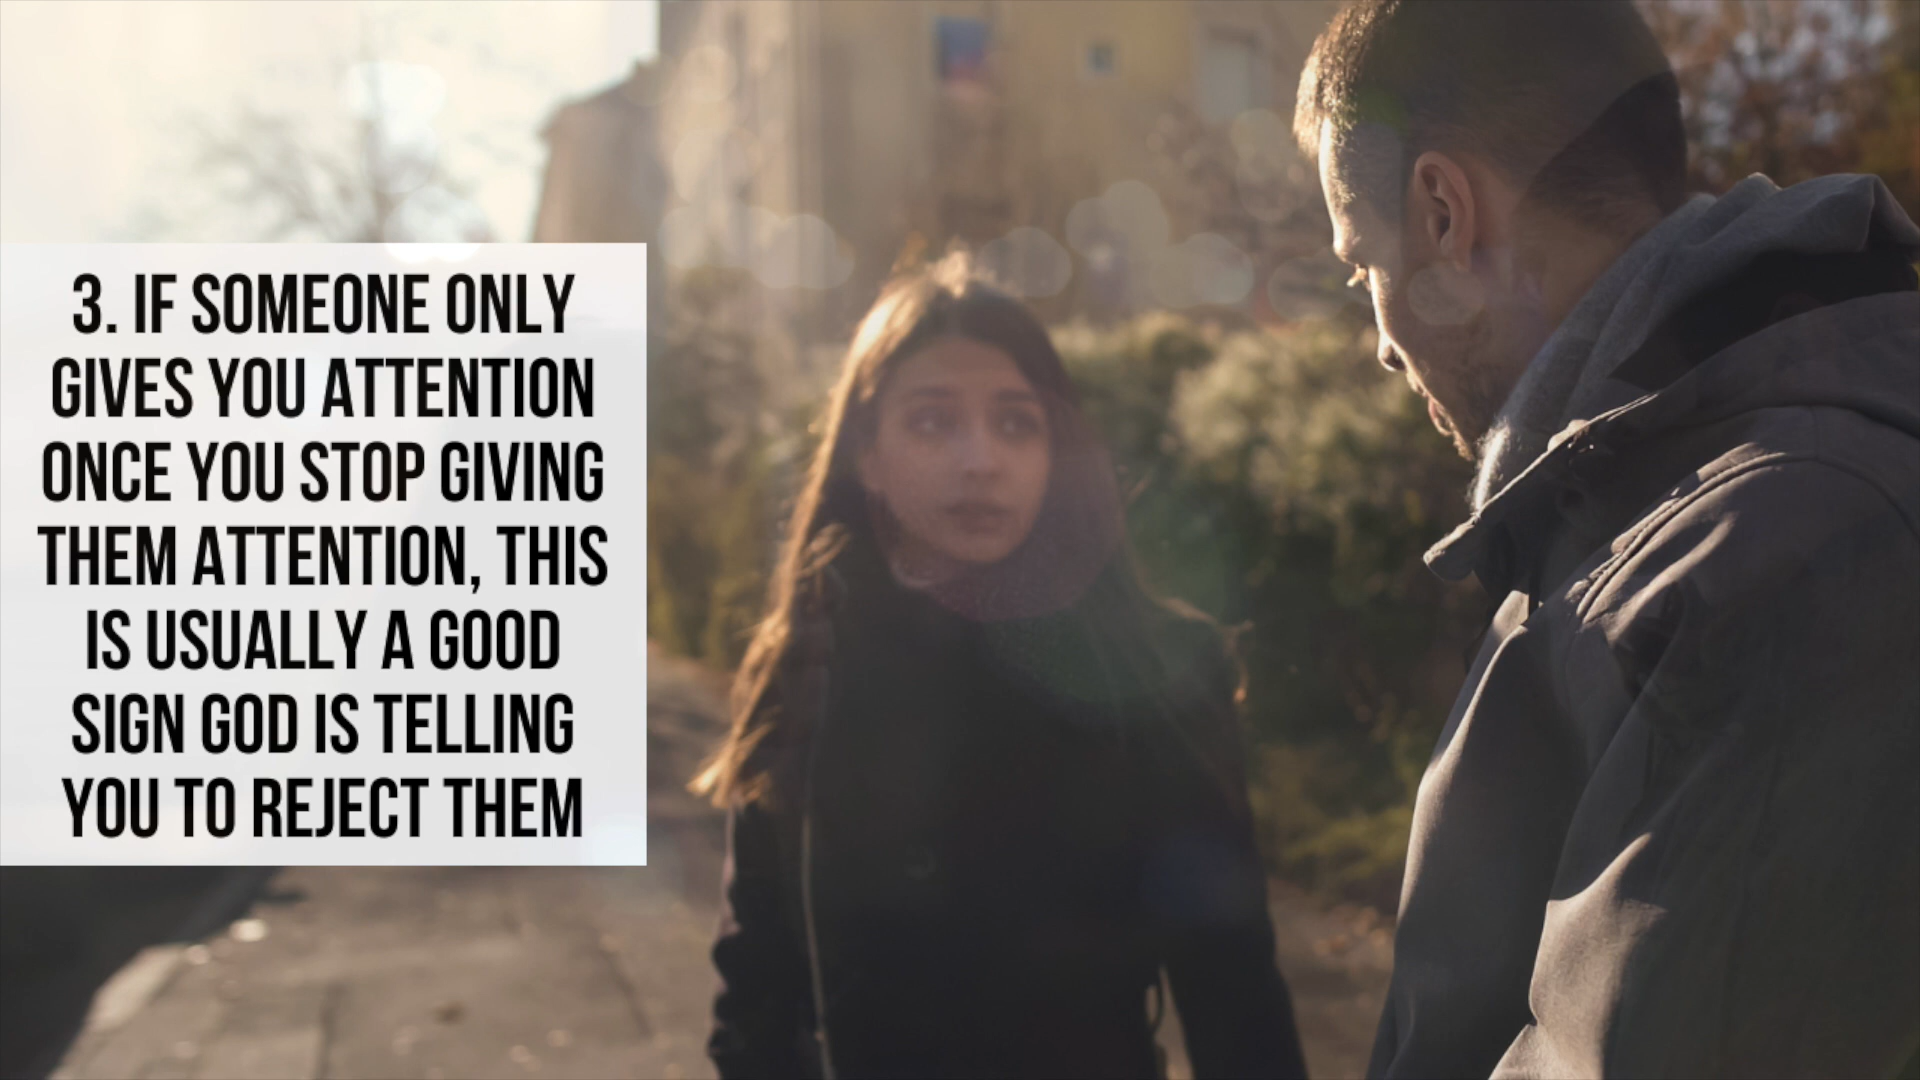 3. IF SOMEONE ONLY
GIVES YOU ATTENTION
ONCE YOU STOP GIVING
THEM ATTENTION, THIS
IS USUALLY A GOOD
SIGN GOD IS TELLING
YOU TO REJECT THEM